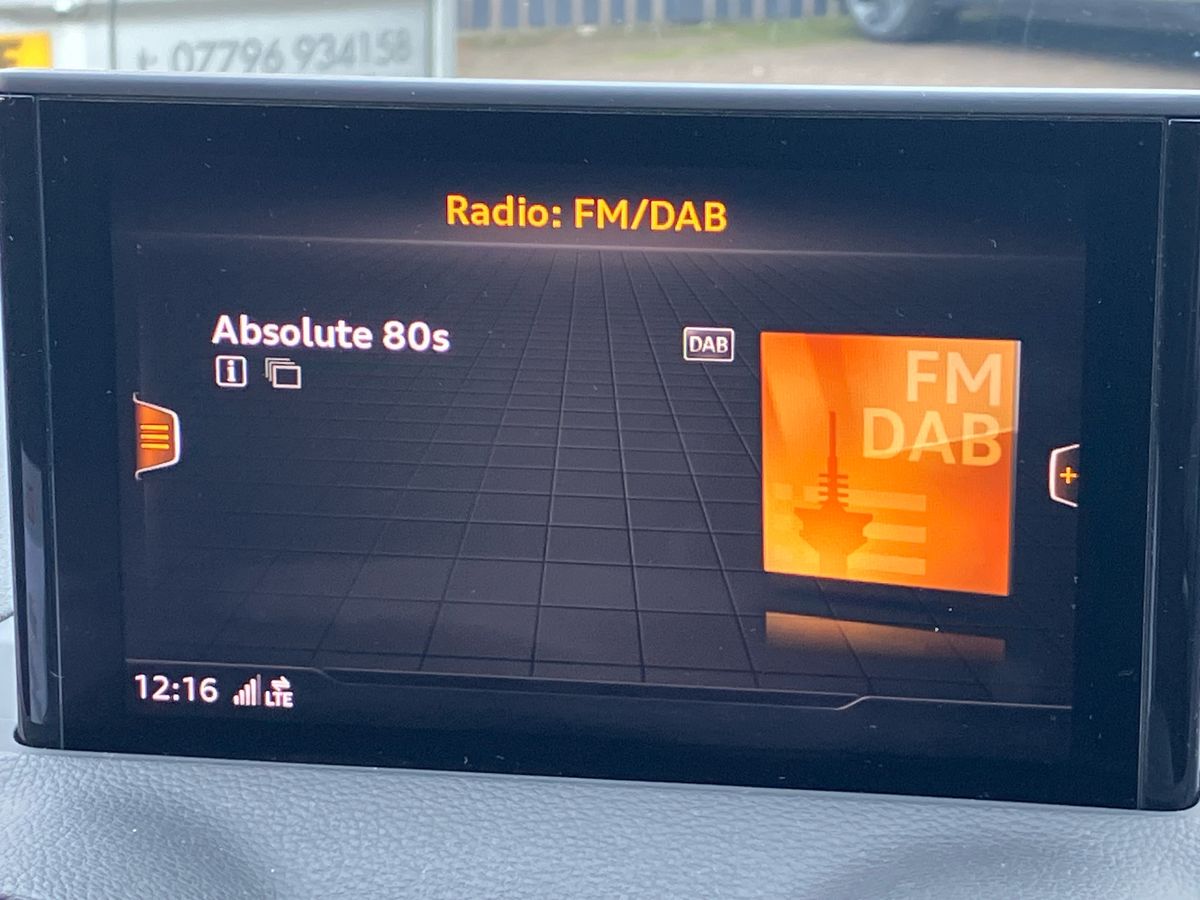 07796 934158
Radio: FM/DAB
Absolute 80s
DAB
FM
DAB
12:16
LTE